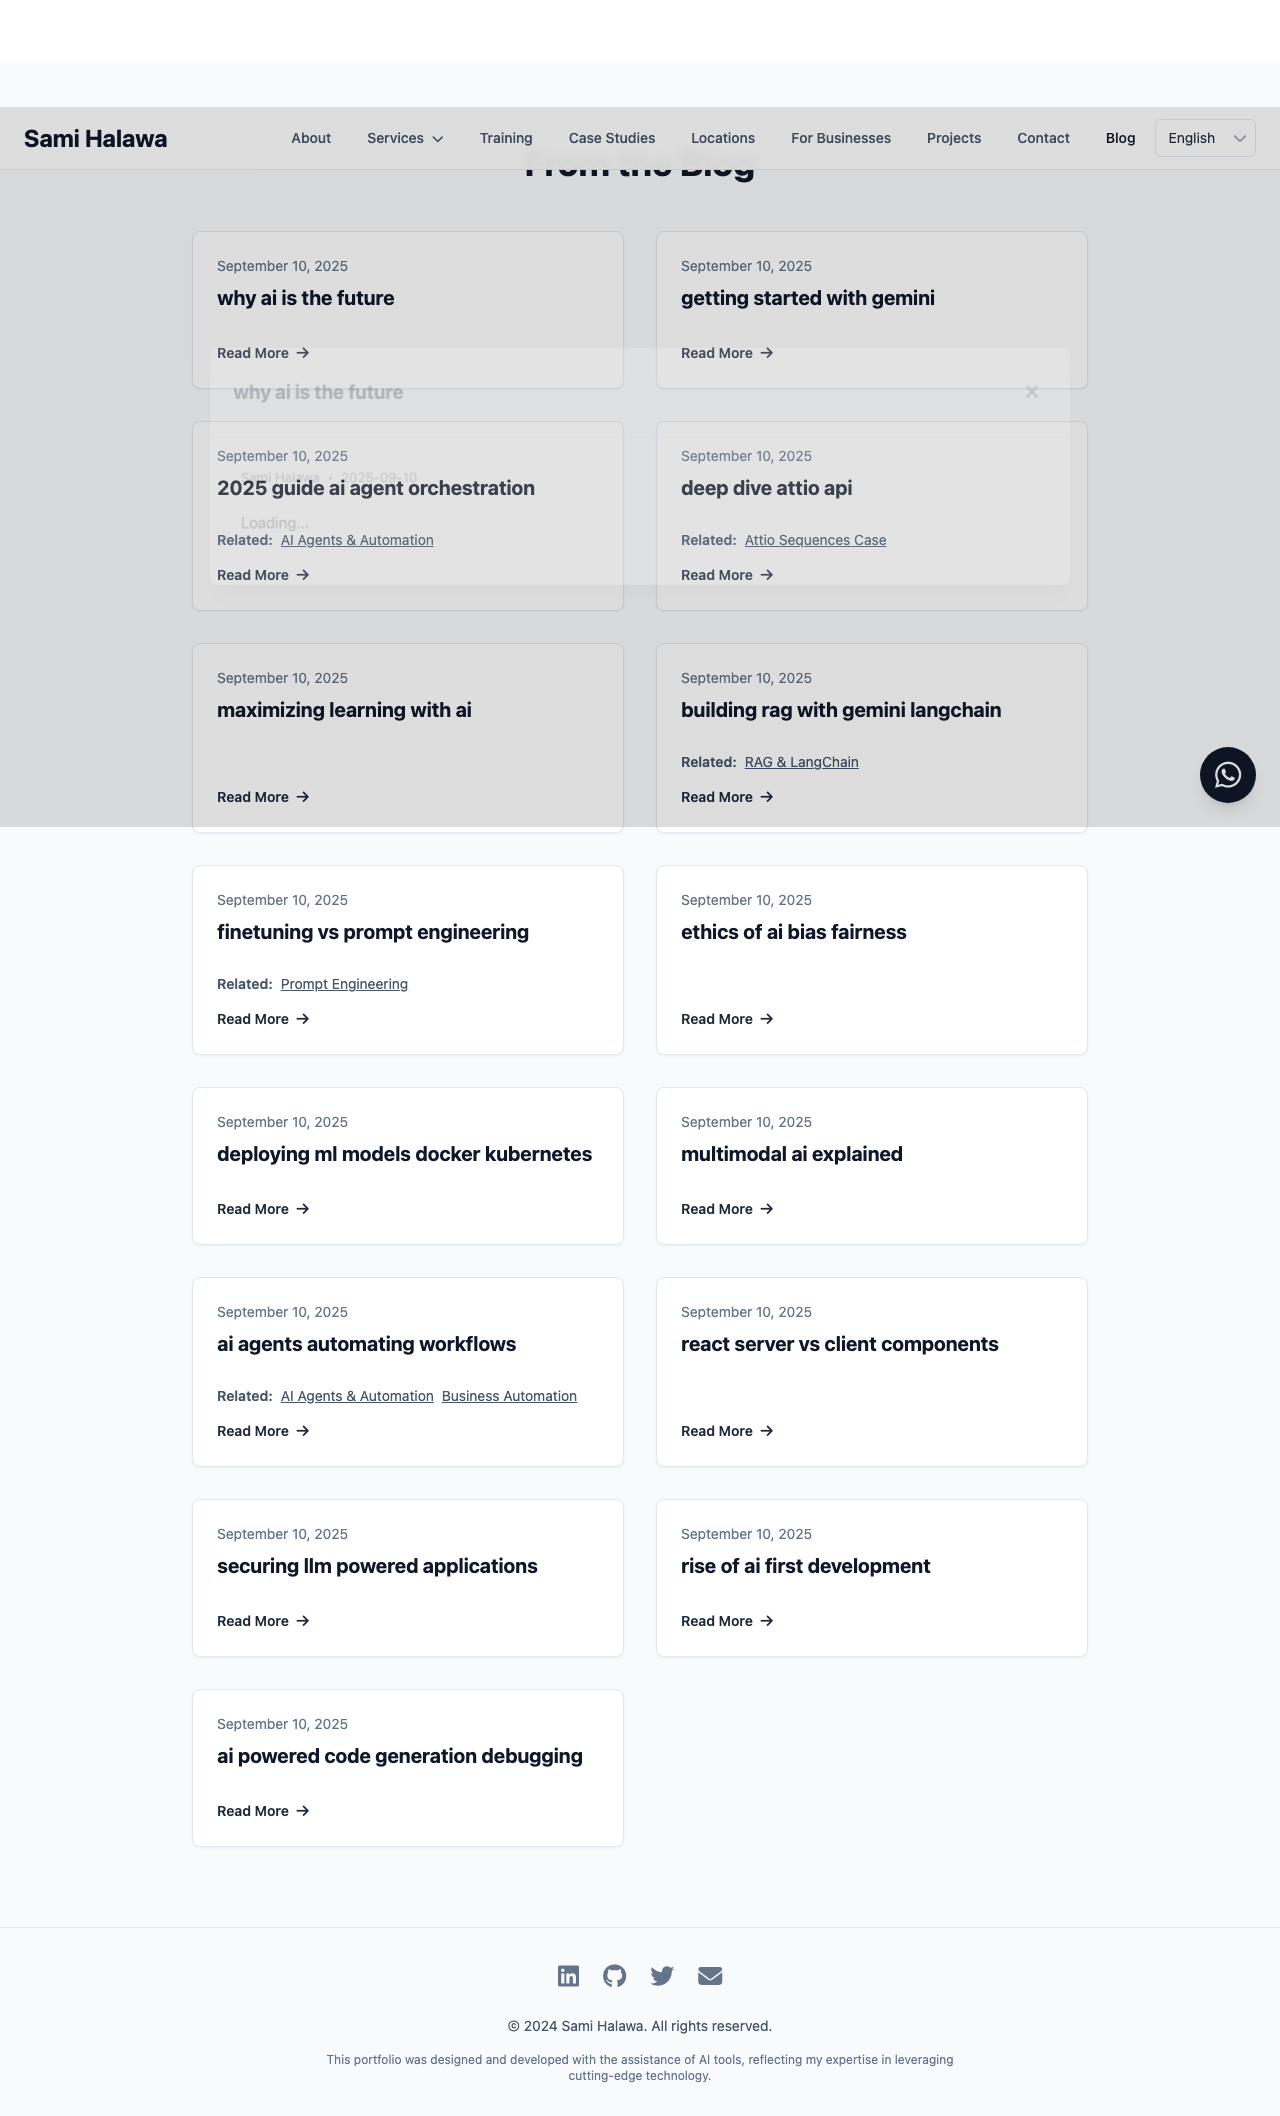 Sami Halawa
About
Services
Training
Case Studies
Locations
For Businesses
Projects
Contact
Blog
English
From the Blog
September 10, 2025
why ai is the future
Read More
September 10, 2025
getting started with gemini
Read More
why ai is the future
Sami Halawa • 2025-09-10
Loading...
September 10, 2025
2025 guide ai agent orchestration
Related: AI Agents & Automation
Read More
September 10, 2025
deep dive attio api
Related: Attio Sequences Case
Read More
September 10, 2025
maximizing learning with ai
Read More
September 10, 2025
building rag with gemini langchain
Related: RAG & LangChain
Read More
September 10, 2025
finetuning vs prompt engineering
Related: Prompt Engineering
Read More
September 10, 2025
ethics of ai bias fairness
Read More
September 10, 2025
deploying ml models docker kubernetes
Read More
September 10, 2025
multimodal ai explained
Read More
September 10, 2025
ai agents automating workflows
Related: AI Agents & Automation Business Automation
Read More
September 10, 2025
react server vs client components
Read More
September 10, 2025
securing llm powered applications
Read More
September 10, 2025
rise of ai first development
Read More
September 10, 2025
ai powered code generation debugging
Read More
© 2024 Sami Halawa. All rights reserved.
This portfolio was designed and developed with the assistance of AI tools, reflecting my expertise in leveraging
cutting-edge technology.